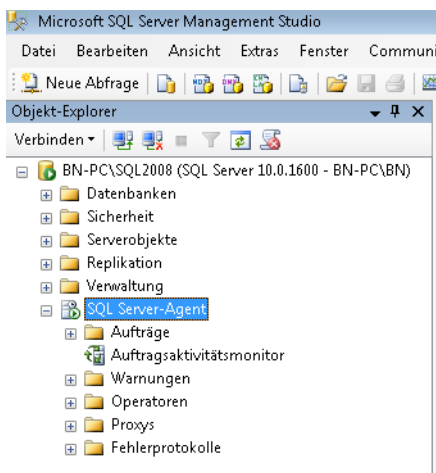 Microsoft SQL Server Management Studio
Datei Bearbeiten Ansicht Extras Fenster Communi
Neue Abfrage
Objekt-Explorer
Verbinden
BN-PC\SQL2008 (SQL Server 10.0.1600 - BN-PC\BN)
Datenbanken
Sicherheit
Serverobjekte
Replikation
Verwaltung
SQL Server-Agent
Aufträge
Auftragsaktivitätsmonitor
Warnungen
Operatoren
Proxys
Fehlerprotokolle